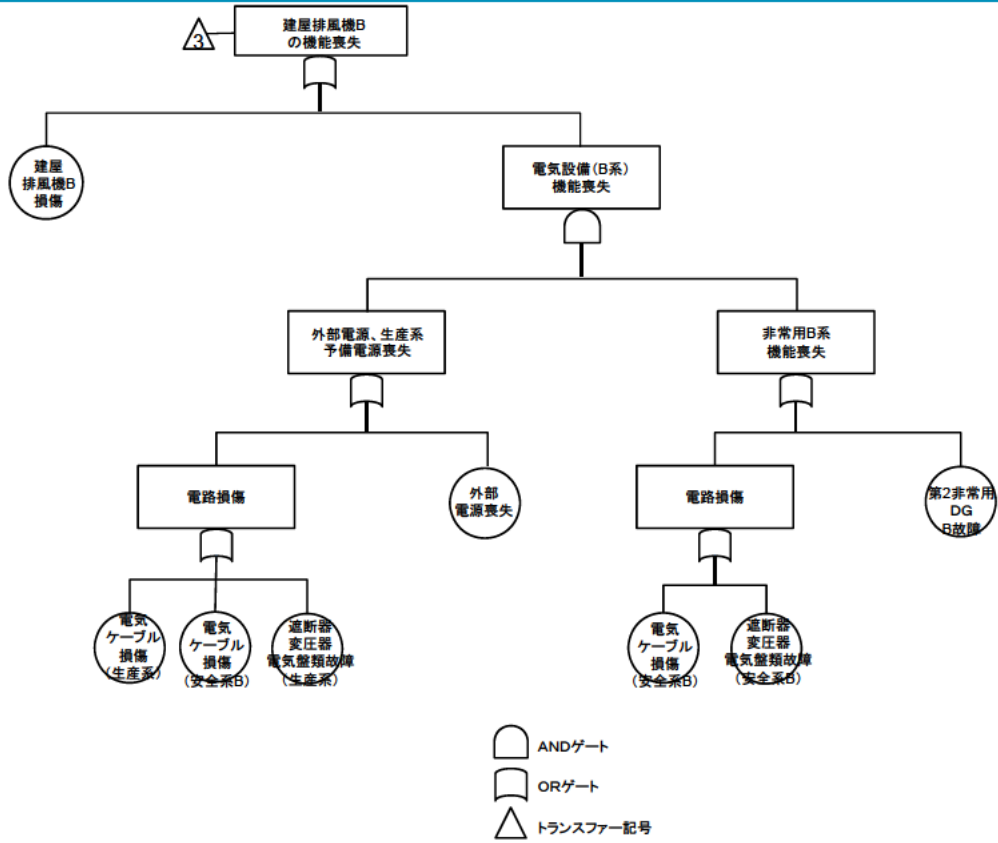 建屋排風機B
の機能喪失
3
建屋
排風機B
損傷
電気設備(B系)
機能喪失
外部電源、生産系
予備電源喪失
非常用B系
機能喪失
電路損傷
外部
電源喪失
電路損傷
第2非常用
DG
B故障
電気
ケーブル
損傷
(生産系)
電気
ケーブル
損傷
(安全系B)
遮断器
変圧器
電気盤類故障
(生産系)
電気
ケーブル
損傷
(安全系B)
遮断器
変圧器
電気盤類故障
(安全系B)
ANDゲート
ORゲート
トランスファー記号